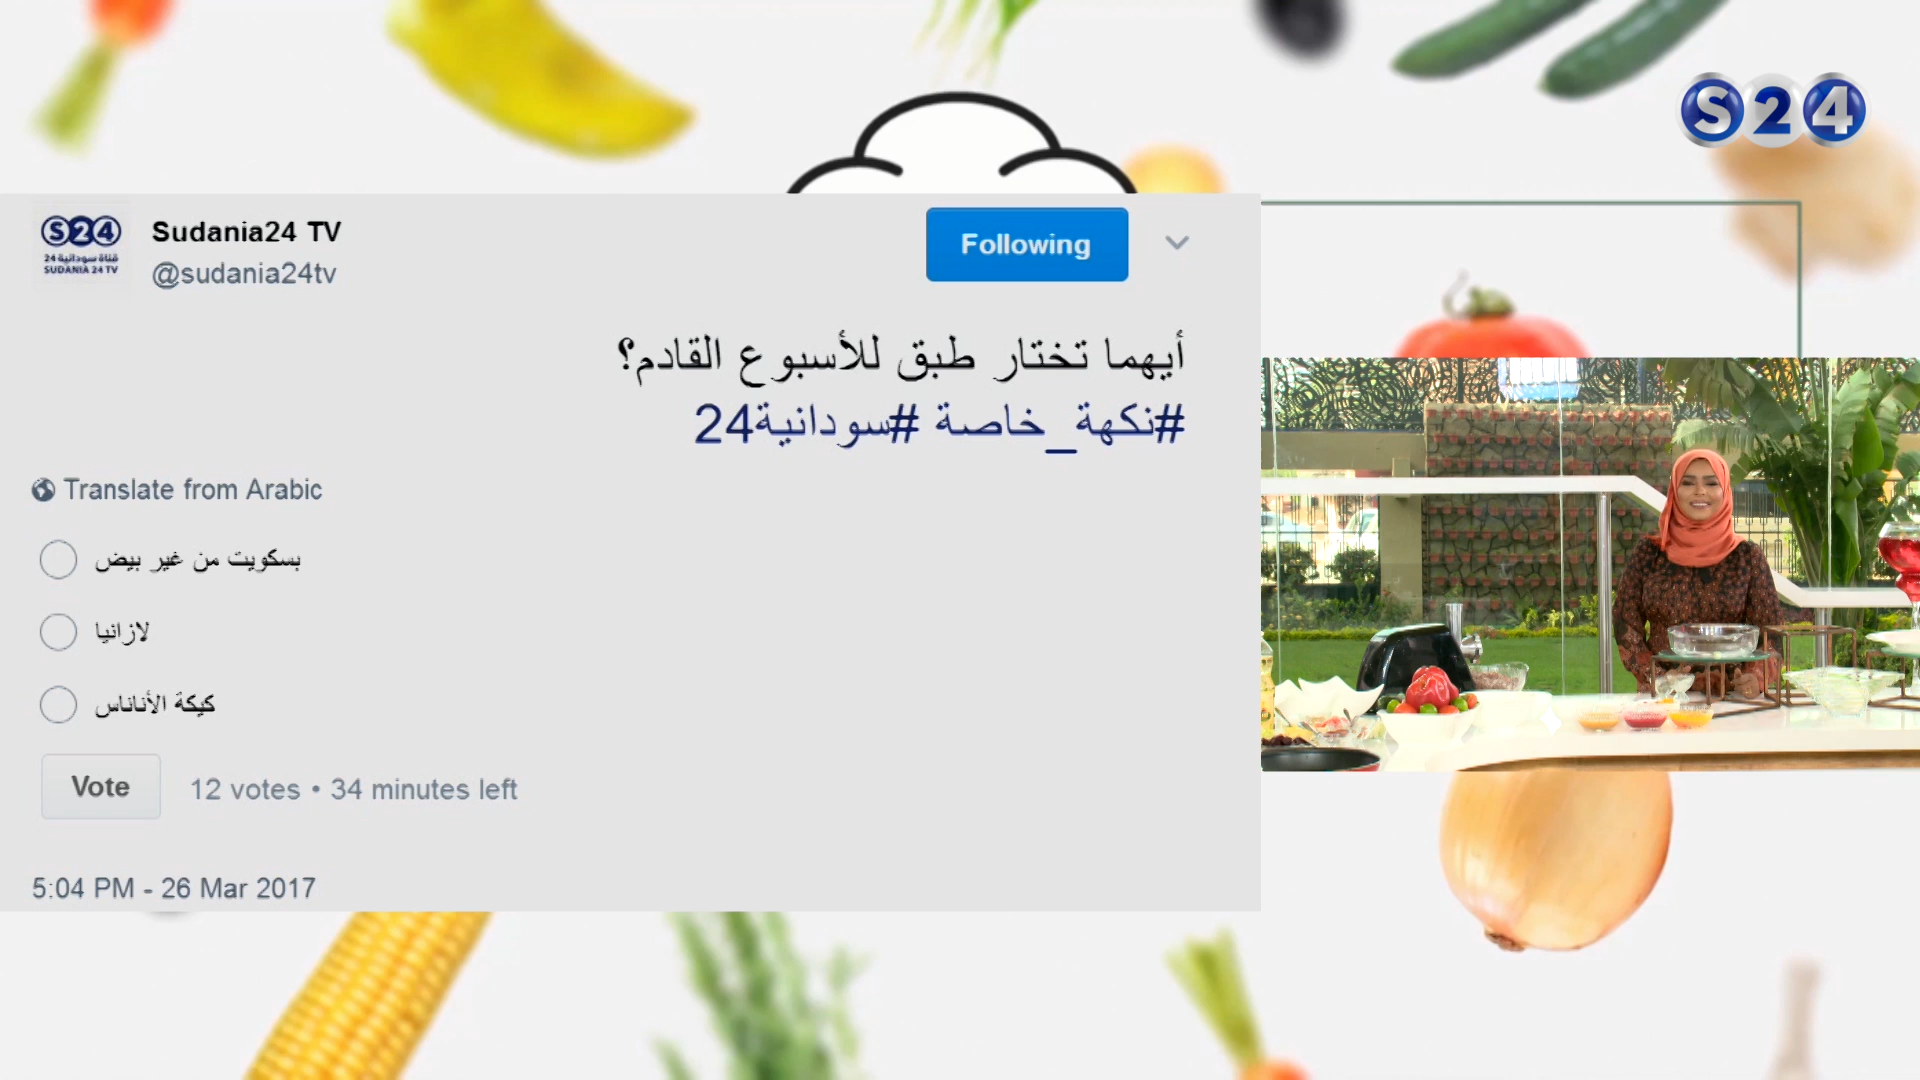 S24
S24
قناة سودانية 24
SUDANIA 24 TV
Sudania24 TV
@sudania24tv
Following
أيهما تختار طبق للأسبوع القادم؟
#نكهة_خاصة #سودانية24
Translate from Arabic
بسكويت من غير بيض
لازانيا
كيكة الأناناس
Vote
12 votes • 34 minutes left
5:04 PM - 26 Mar 2017